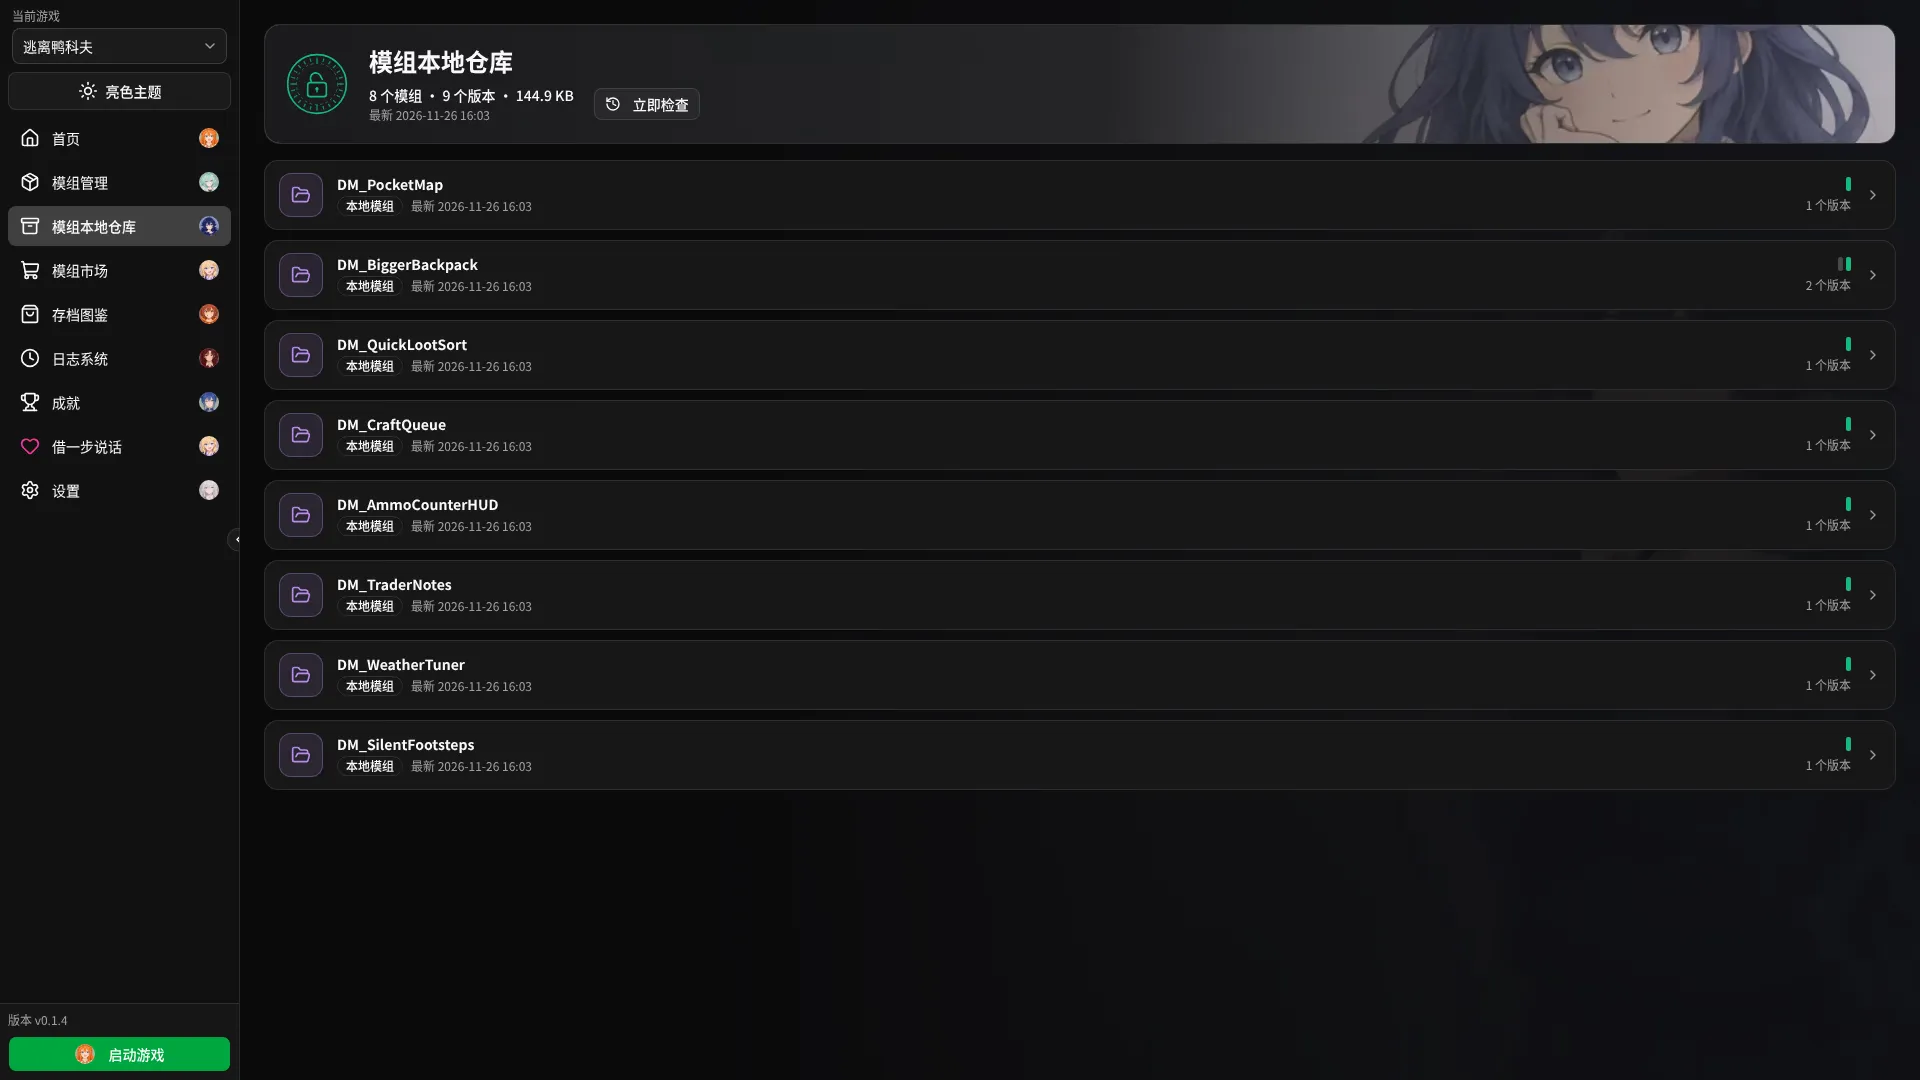 当前游戏
逃离鸭科夫
亮色主题
首页
模组管理
模组本地仓库
模组市场
存档图鉴
日志系统
成就
借一步说话
设置
版本 v0.1.4
启动游戏
模组本地仓库
8 个模组 • 9 个版本 • 144.9 KB
最新 2026-11-26 16:03
立即检查
DM_PocketMap
本地模组 最新 2026-11-26 16:03
1 个版本
DM_BiggerBackpack
本地模组 最新 2026-11-26 16:03
2 个版本
DM_QuickLootSort
本地模组 最新 2026-11-26 16:03
1 个版本
DM_CraftQueue
本地模组 最新 2026-11-26 16:03
1 个版本
DM_AmmoCounterHUD
本地模组 最新 2026-11-26 16:03
1 个版本
DM_TraderNotes
本地模组 最新 2026-11-26 16:03
1 个版本
DM_WeatherTuner
本地模组 最新 2026-11-26 16:03
1 个版本
DM_SilentFootsteps
本地模组 最新 2026-11-26 16:03
1 个版本